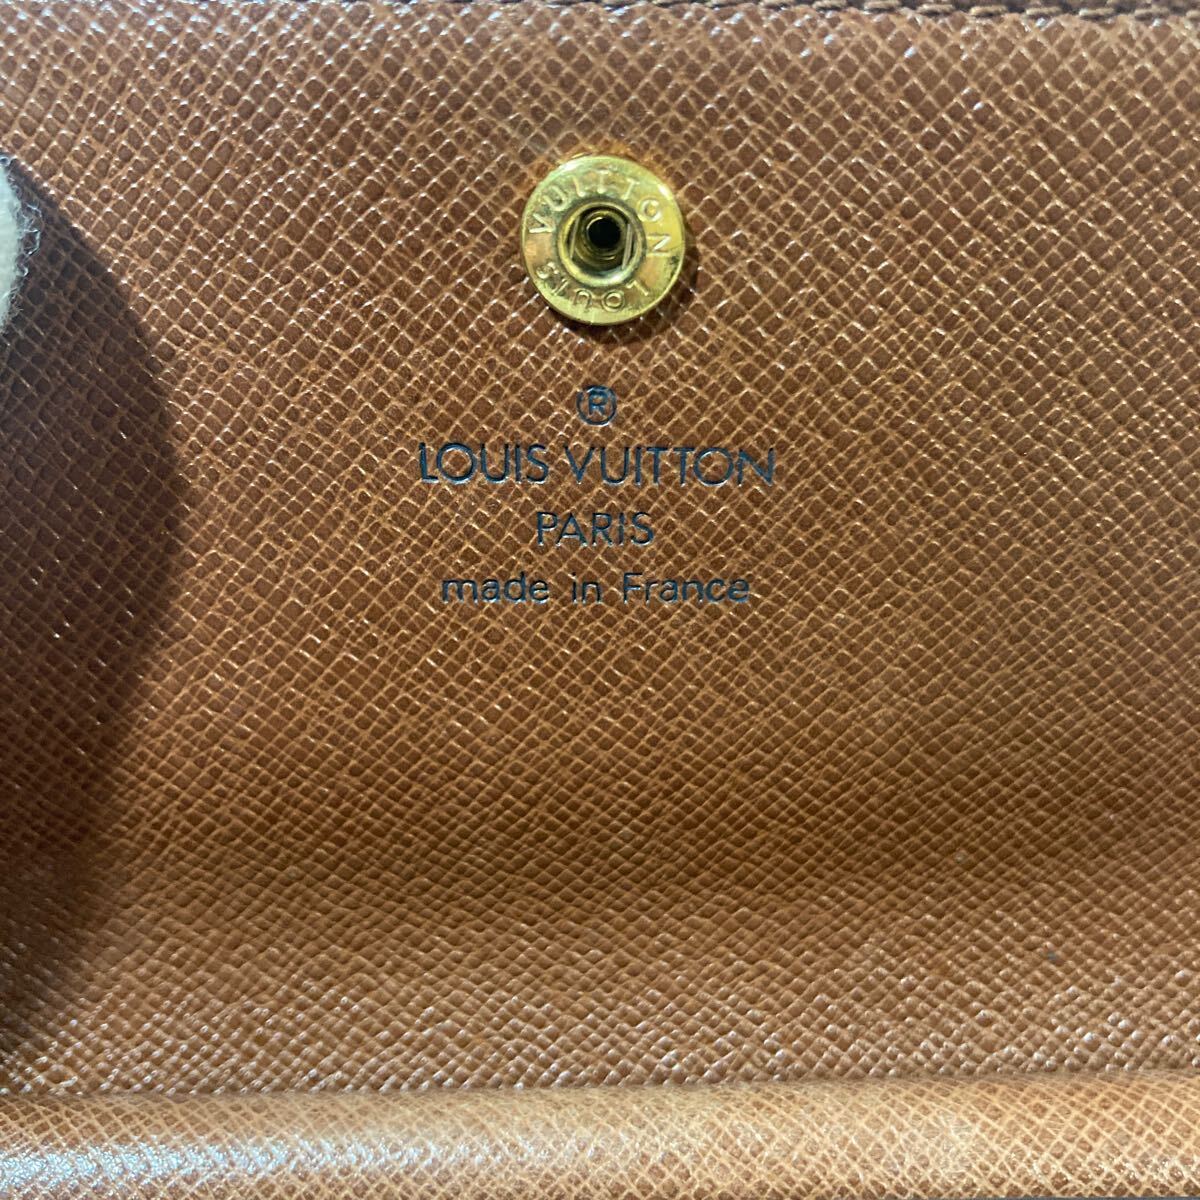 VUITTON
LOUIS
®
LOUIS VUITTON
PARIS
made in France